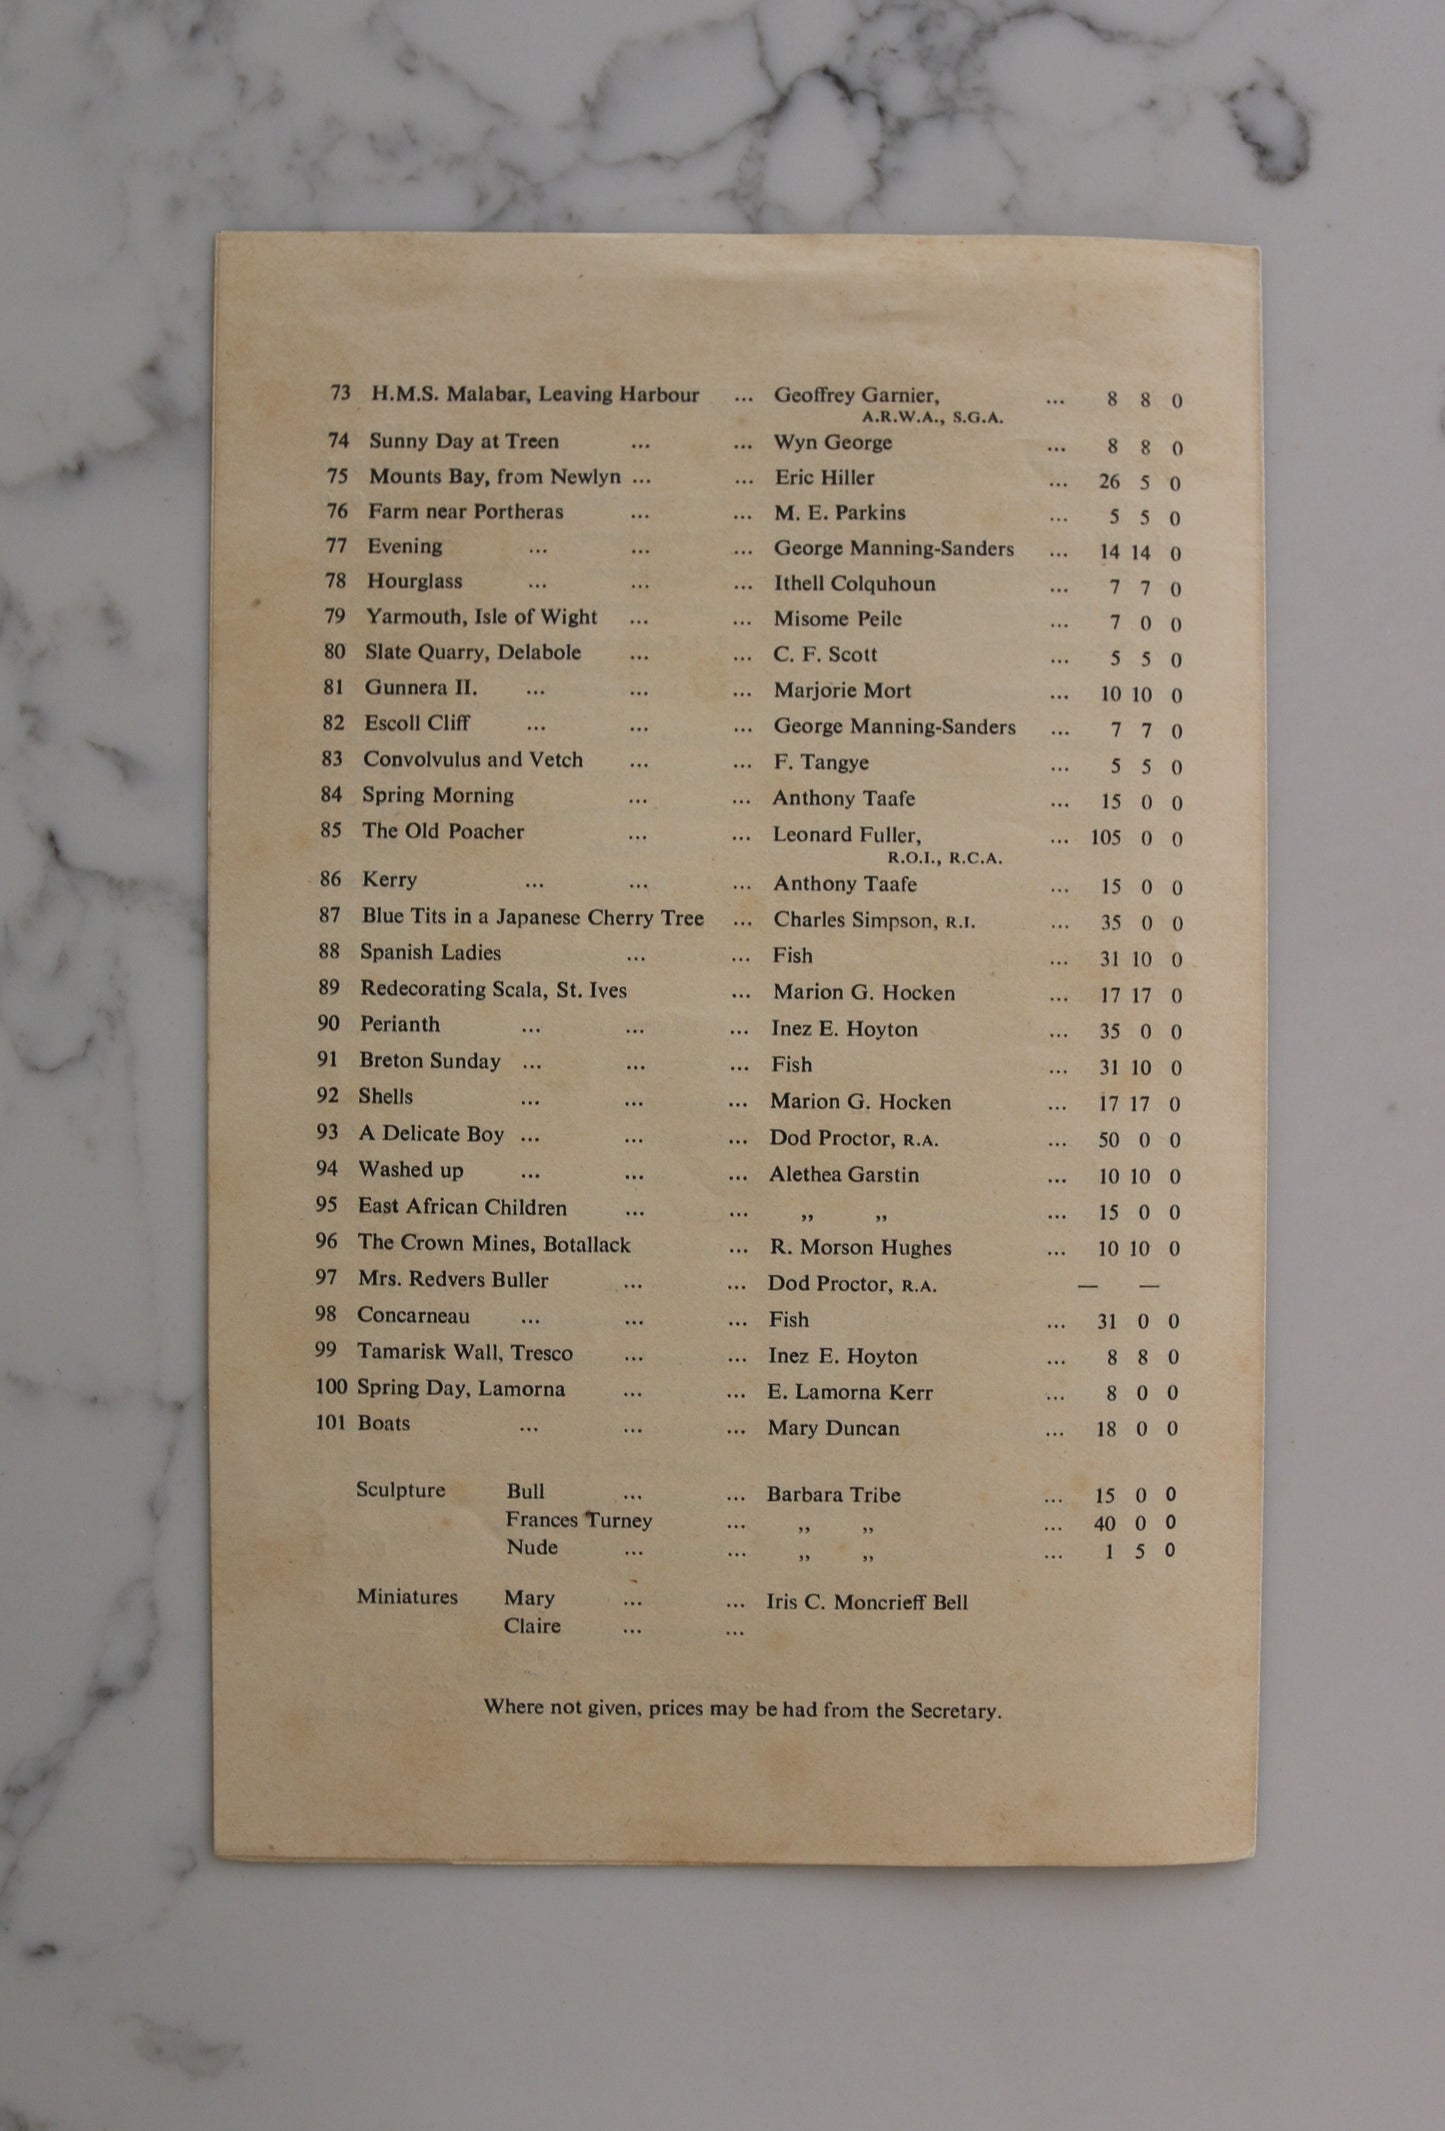 73 H.M.S. Malabar, Leaving Harbour ... Geoffrey Garnier, ... 8 8 0
A.R.W.A., S.G.A.
74 Sunny Day at Treen ... ... Wyn George ... 8 8 0
75 Mounts Bay, from Newlyn ... ... Eric Hiller ... 26 5 0
76 Farm near Portheras ... ... M. E. Parkins ... 5 5 0
77 Evening ... ... ... George Manning-Sanders ... 14 14 0
78 Hourglass ... ... ... Ithell Colquhoun ... 7 7 0
79 Yarmouth, Isle of Wight ... ... Misome Peile ... 7 0 0
80 Slate Quarry, Delabole ... ... C. F. Scott ... 5 5 0
81 Gunnera II. ... ... ... Marjorie Mort ... 10 10 0
82 Escoll Cliff ... ... ... George Manning-Sanders ... 7 7 0
83 Convolvulus and Vetch ... ... F. Tangye ... 5 5 0
84 Spring Morning ... ... Anthony Taafe ... 15 0 0
85 The Old Poacher ... ... Leonard Fuller, ... 105 0 0
R.O.I., R.C.A.
86 Kerry ... ... ... Anthony Taafe ... 15 0 0
87 Blue Tits in a Japanese Cherry Tree ... Charles Simpson, R.I. ... 35 0 0
88 Spanish Ladies ... ... Fish ... 31 10 0
89 Redecorating Scala, St. Ives ... Marion G. Hocken ... 17 17 0
90 Perianth ... ... ... Inez E. Hoyton ... 35 0 0
91 Breton Sunday ... ... ... Fish ... 31 10 0
92 Shells ... ... ... Marion G. Hocken ... 17 17 0
93 A Delicate Boy ... ... ... Dod Proctor, R.A. ... 50 0 0
94 Washed up ... ... ... Alethea Garstin ... 10 10 0
95 East African Children ... ... ,, ,, ... 15 0 0
96 The Crown Mines, Botallack ... R. Morson Hughes ... 10 10 0
97 Mrs. Redvers Buller ... ... Dod Proctor, R.A. — —
98 Concarneau ... ... ... Fish ... 31 0 0
99 Tamarisk Wall, Tresco ... ... Inez E. Hoyton ... 8 8 0
100 Spring Day, Lamorna ... ... E. Lamorna Kerr ... 8 0 0
101 Boats ... ... ... Mary Duncan ... 18 0 0
Sculpture Bull ... ... Barbara Tribe ... 15 0 0
Frances Turney ... ,, ,, ... 40 0 0
Nude ... ... ,, ,, ... 1 5 0
Miniatures Mary ... ... Iris C. Moncrieff Bell
Claire ... ...
Where not given, prices may be had from the Secretary.